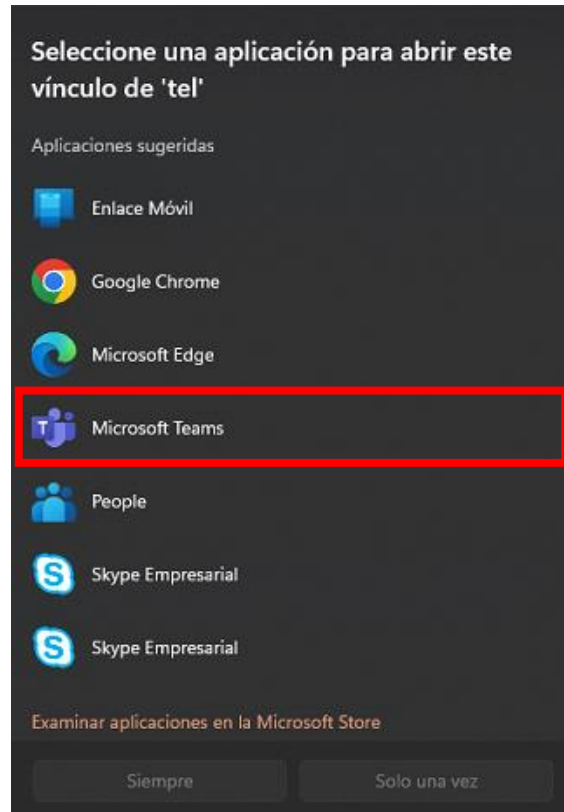 Seleccione una aplicación para abrir este
vínculo de 'tel'
Aplicaciones sugeridas
Enlace Móvil
Google Chrome
Microsoft Edge
T
Microsoft Teams
People
S
Skype Empresarial
S
Skype Empresarial
Examinar aplicaciones en la Microsoft Store
Siempre
Solo una vez